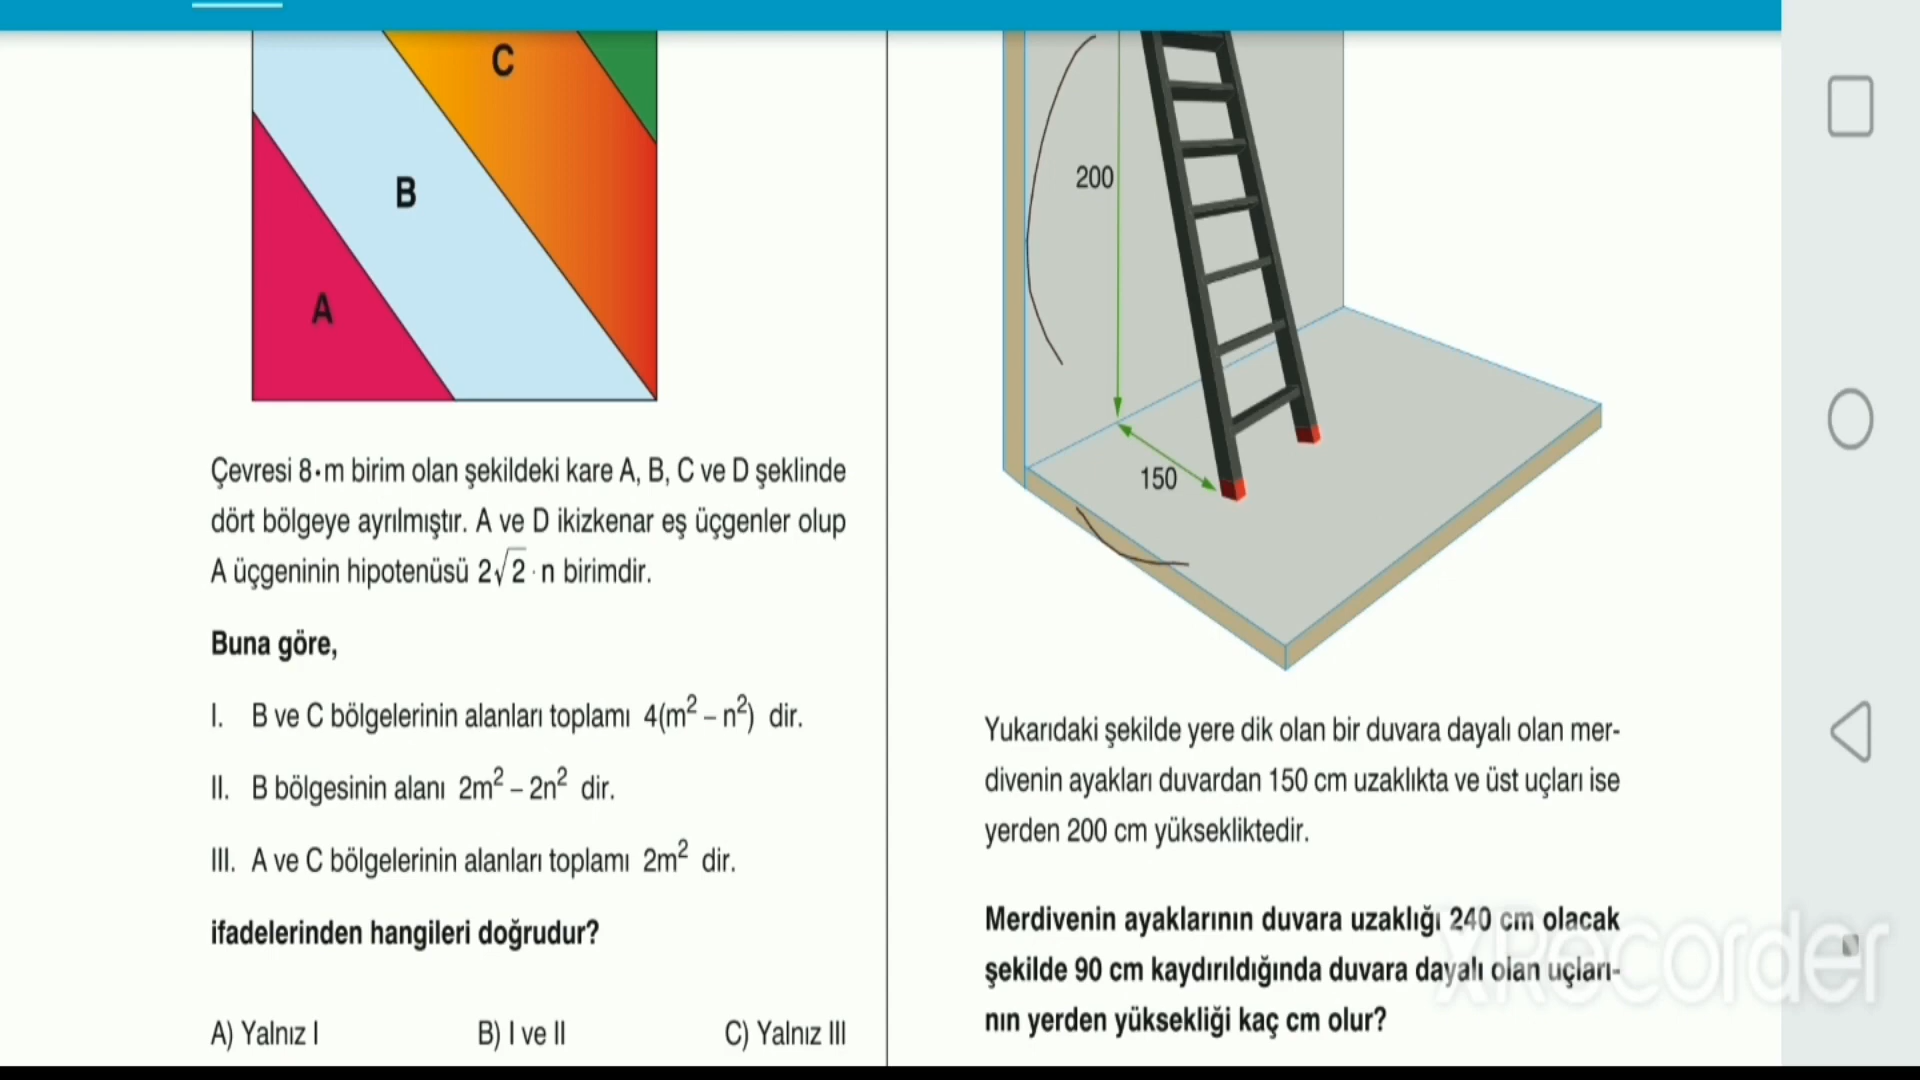 C
B
A
Çevresi 8·m birim olan şekildeki kare A, B, C ve D şeklinde
dört bölgeye ayrılmıştır. A ve D ikizkenar eş üçgenler olup
A üçgeninin hipotenüsü 2√2 · n birimdir.
Buna göre,
I. B ve C bölgelerinin alanları toplamı 4(m² – n²) dir.
II. B bölgesinin alanı 2m² – 2n² dir.
III. A ve C bölgelerinin alanları toplamı 2m² dir.
ifadelerinden hangileri doğrudur?
A) Yalnız I B) I ve II C) Yalnız III
200
150
Yukarıdaki şekilde yere dik olan bir duvara dayalı olan mer-
divenin ayakları duvardan 150 cm uzaklıkta ve üst uçları ise
yerden 200 cm yüksekliktedir.
Merdivenin ayaklarının duvara uzaklığı 240 cm olacak
şekilde 90 cm kaydırıldığında duvara dayalı olan uçları-
nın yerden yüksekliği kaç cm olur?
XRecorder